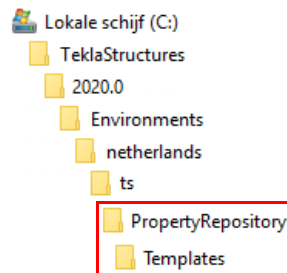 Lokale schijf (C:)
TeklaStructures
2020.0
Environments
netherlands
ts
PropertyRepository
Templates